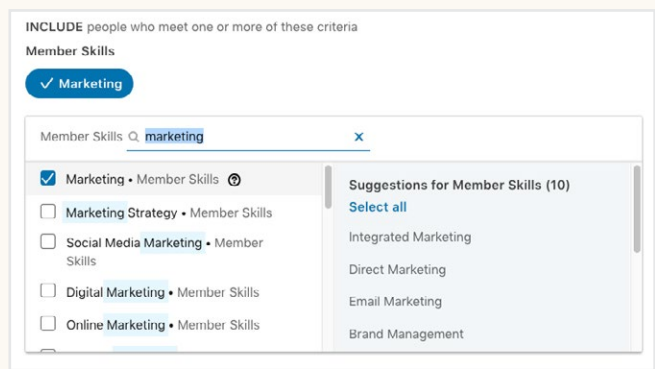 INCLUDE people who meet one or more of these criteria
Member Skills
✓ Marketing
Member Skills marketing ×
Marketing • Member Skills
Marketing Strategy • Member Skills
Social Media Marketing • Member
Skills
Digital Marketing • Member Skills
Online Marketing • Member Skills
Suggestions for Member Skills (10)
Select all
Integrated Marketing
Direct Marketing
Email Marketing
Brand Management